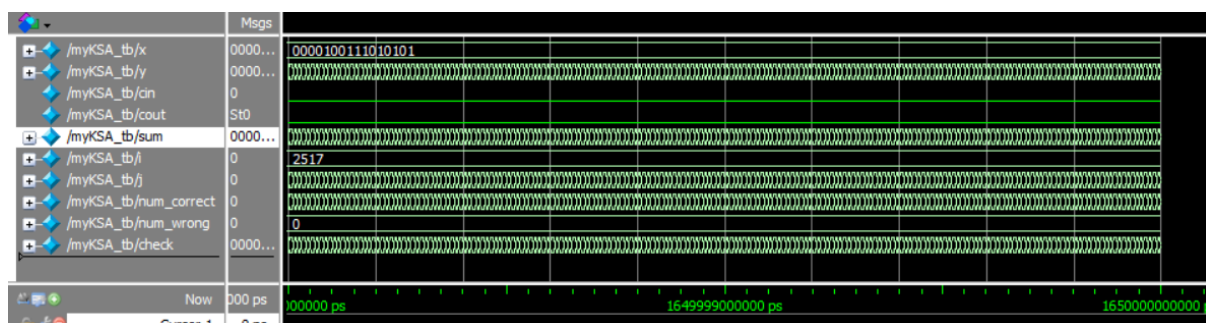 Msgs
/myKSA_tb/x 0000... 0000100111010101
/myKSA_tb/y 0000...
/myKSA_tb/cin 0
/myKSA_tb/cout St0
/myKSA_tb/sum 0000...
/myKSA_tb/i 0 2517
/myKSA_tb/j 0
/myKSA_tb/num_correct 0
/myKSA_tb/num_wrong 0 0
/myKSA_tb/check 0000...
Now 000 ps 000000 ps 1649999000000 ps 1650000000000